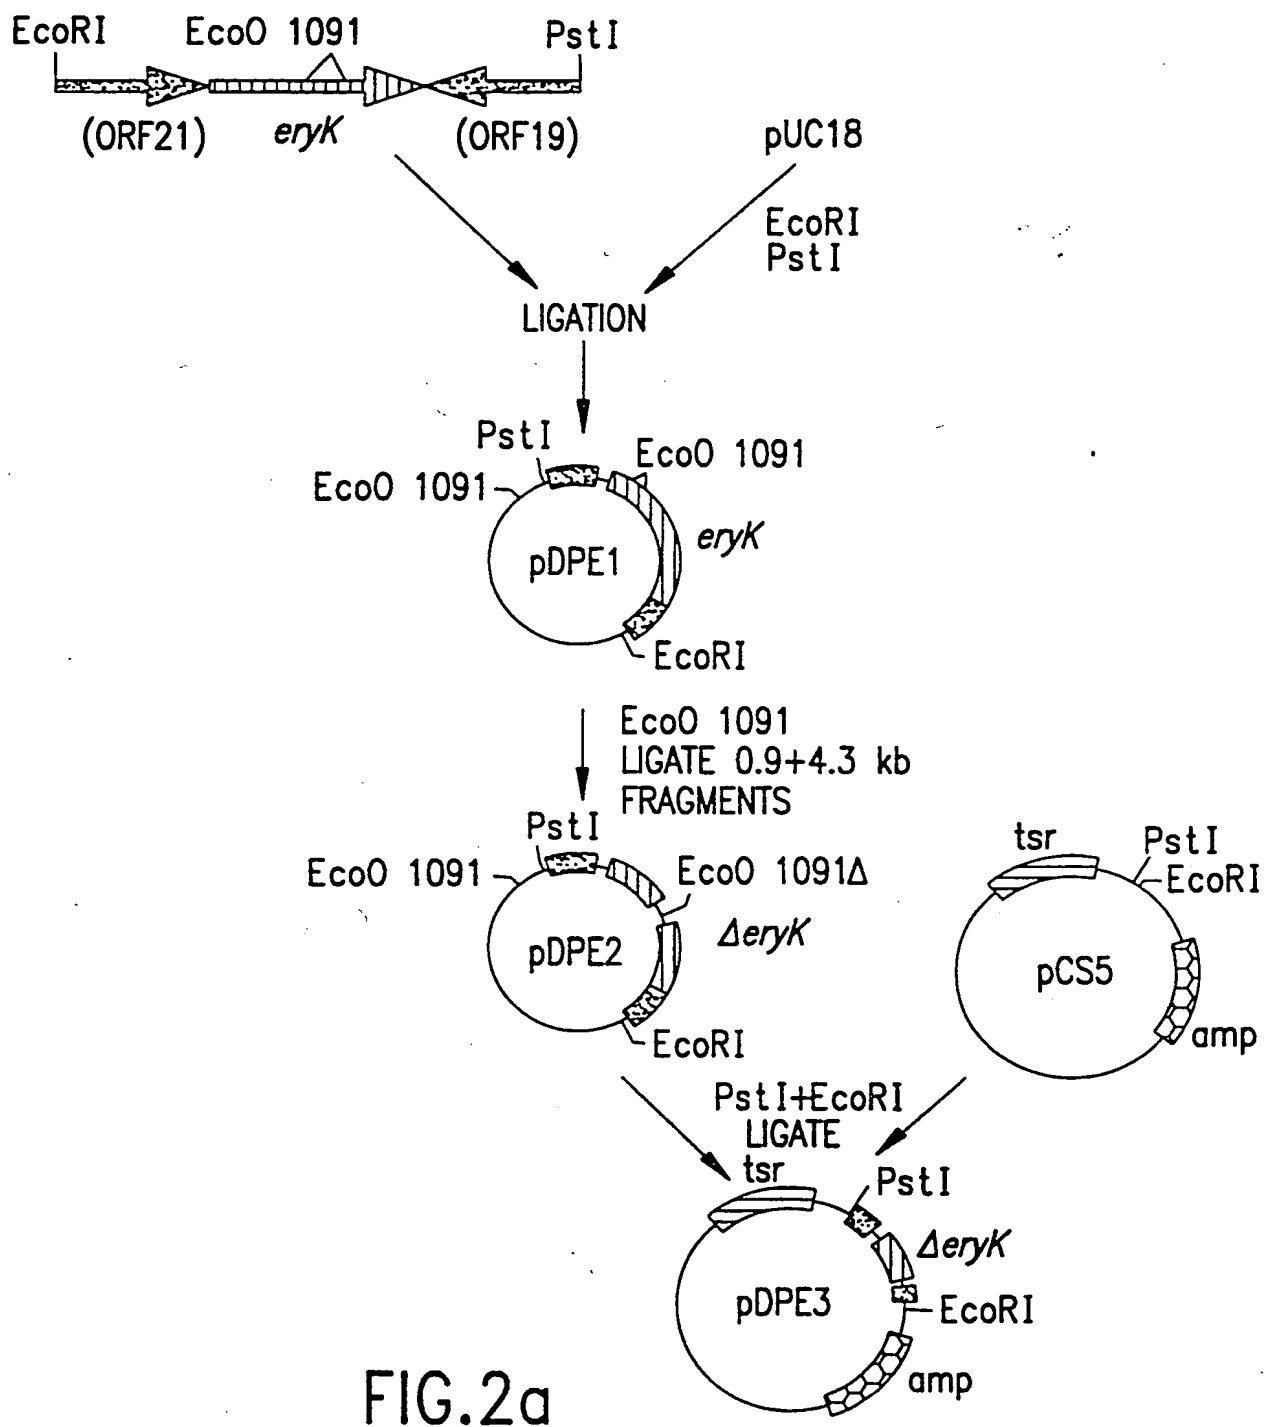 EcoRI
EcoO 1091
PstI
(ORF21)
eryK
(ORF19)
pUC18
EcoRI
PstI
LIGATION
PstI
EcoO 1091
EcoO 1091
eryK
pDPE1
EcoRI
EcoO 1091
LIGATE 0.9+4.3 kb
FRAGMENTS
PstI
EcoO 1091
EcoO 1091Δ
ΔeryK
pDPE2
EcoRI
tsr
PstI
EcoRI
pCS5
amp
PstI+EcoRI
LIGATE
tsr
PstI
ΔeryK
pDPE3
EcoRI
amp
FIG.2a